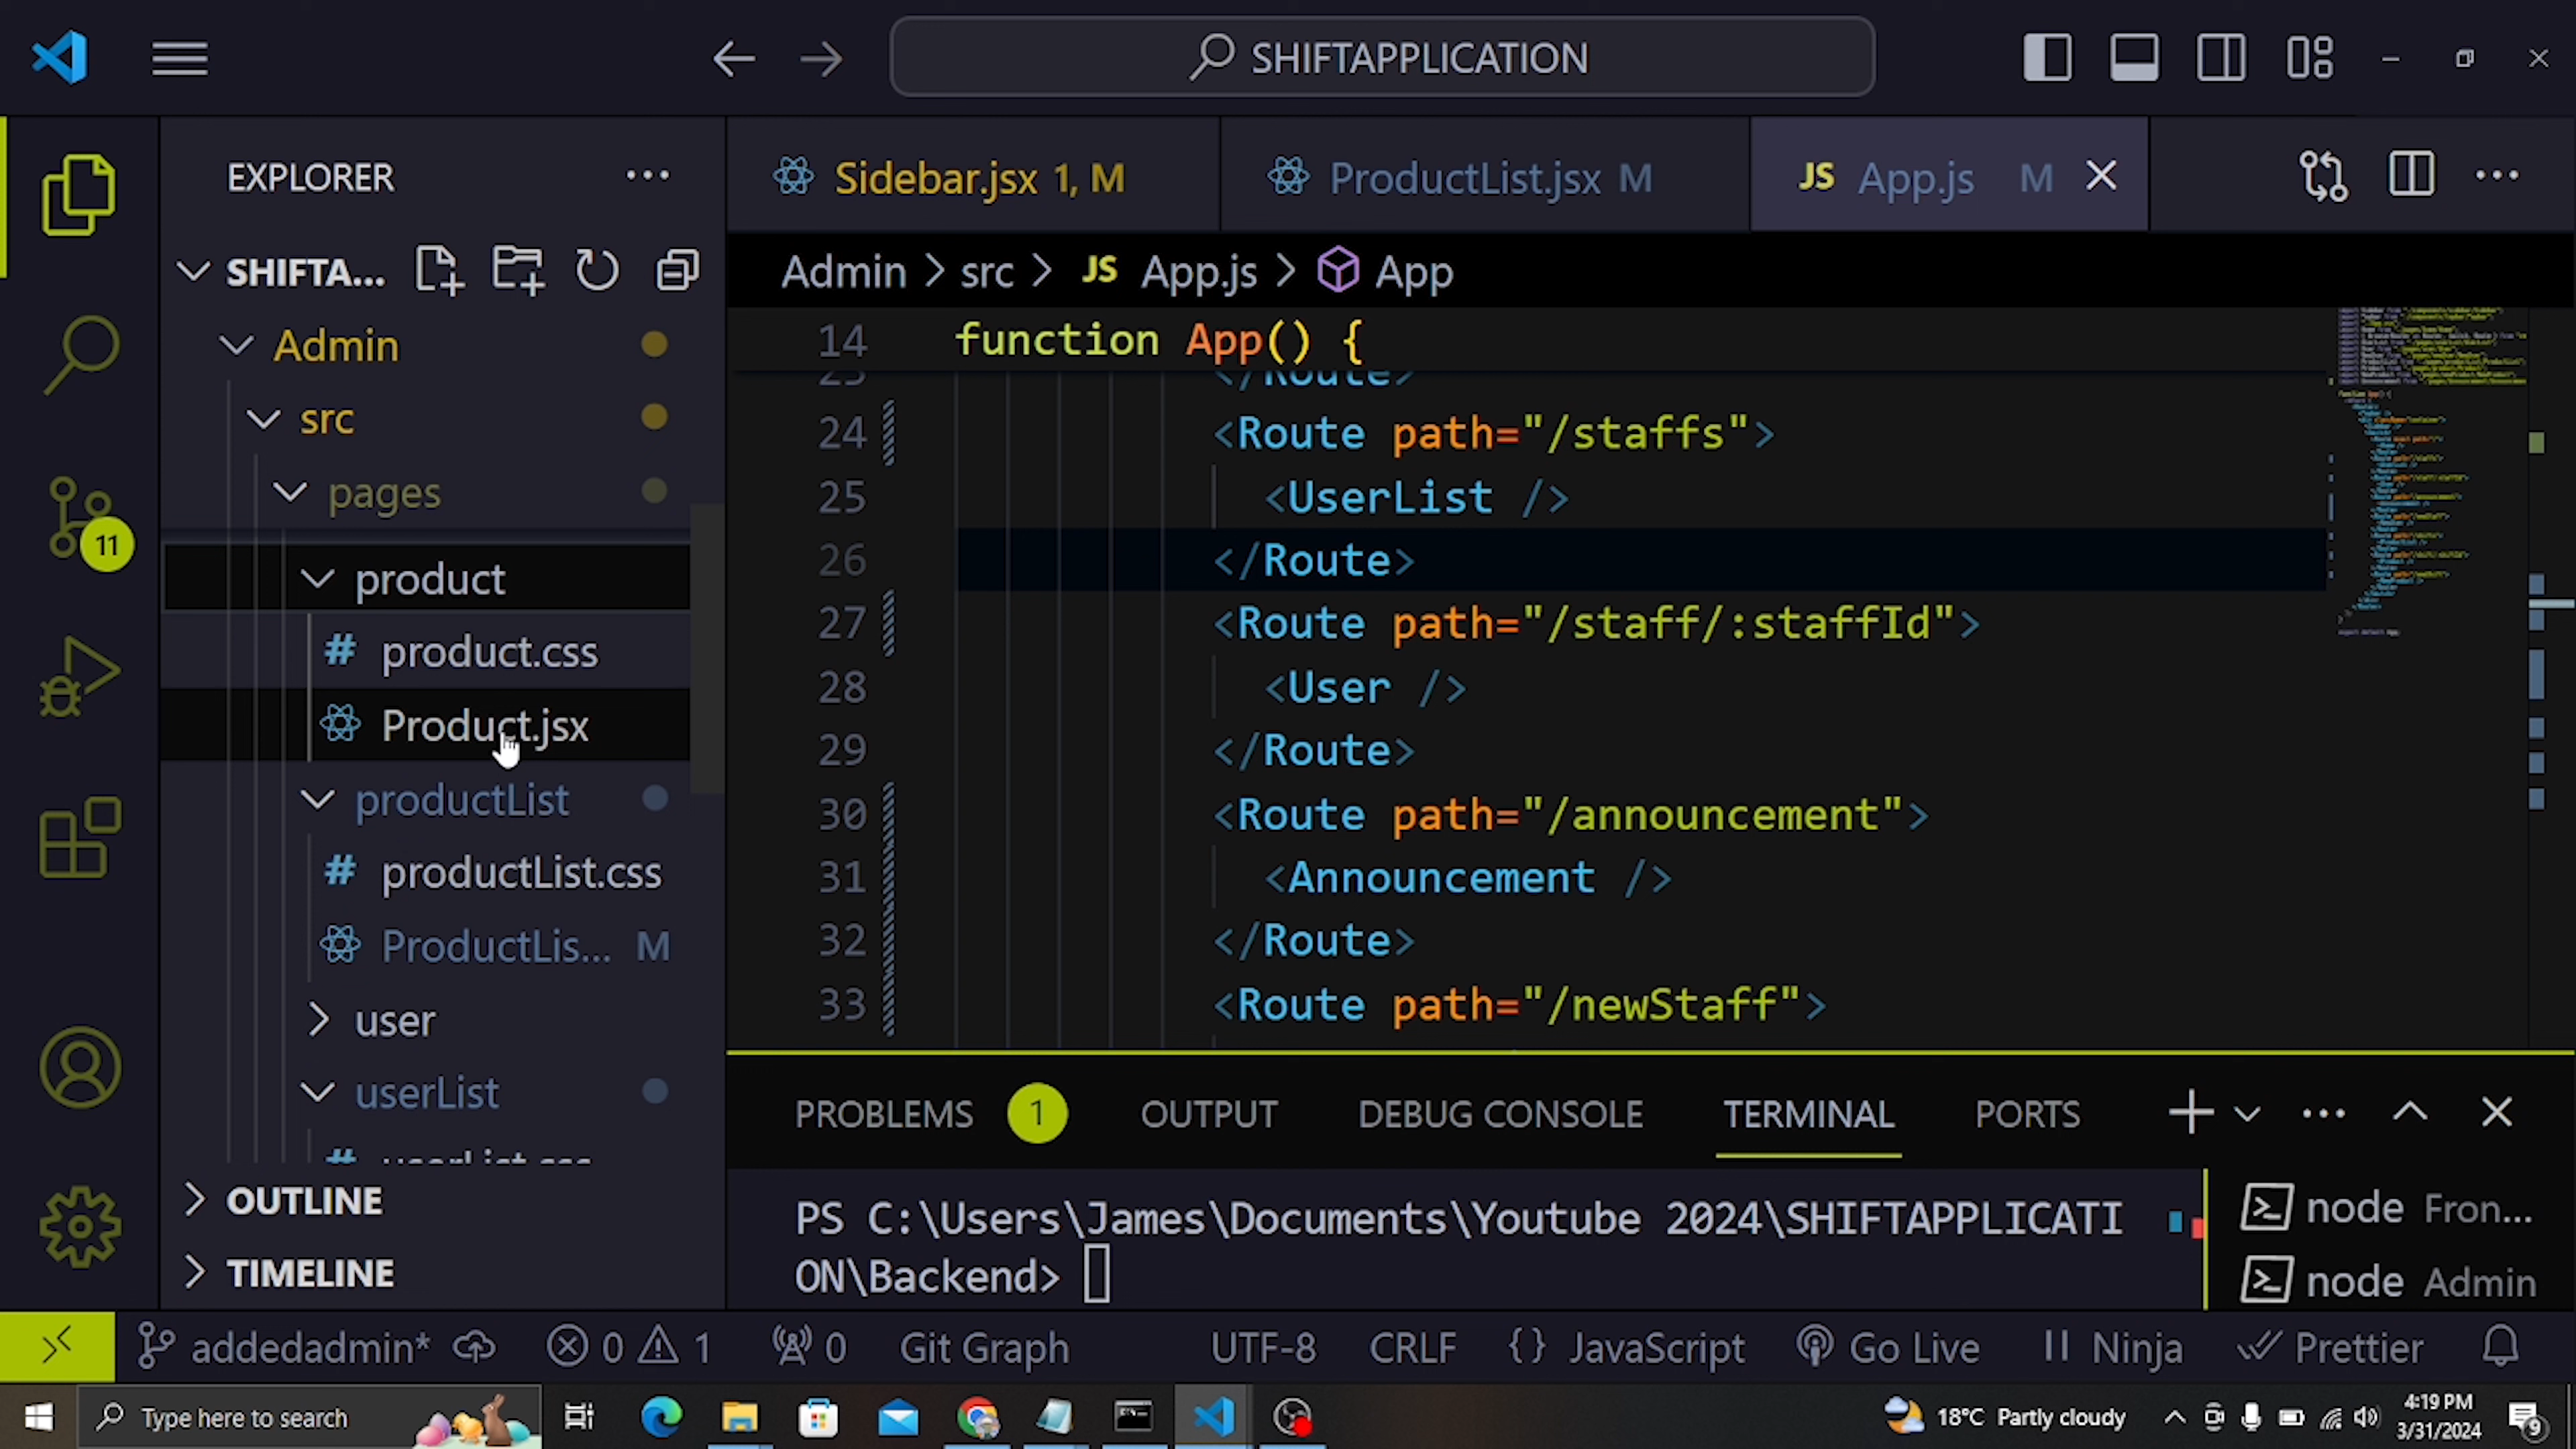 SHIFTAPPLICATION
EXPLORER
SHIFTA...
Admin
src
pages
product
product.css
Product.jsx
productList
productList.css
ProductLis... M
user
userList
userList.css
OUTLINE
TIMELINE
11
Sidebar.jsx 1, M
ProductList.jsx M
JS App.js M
Admin > src > JS App.js > App
14 function App() {
23 </Route>
24 <Route path="/staffs">
25 <UserList />
26 </Route>
27 <Route path="/staff/:staffId">
28 <User />
29 </Route>
30 <Route path="/announcement">
31 <Announcement />
32 </Route>
33 <Route path="/newStaff">
PROBLEMS 1 OUTPUT DEBUG CONSOLE TERMINAL PORTS
PS C:\Users\James\Documents\Youtube 2024\SHIFTAPPLICATI
ON\Backend>
node Fron...
node Admin
addedadmin* 0 1 0 Git Graph UTF-8 CRLF {} JavaScript Go Live Ninja Prettier
Type here to search
18°C Partly cloudy
4:19 PM
3/31/2024
9